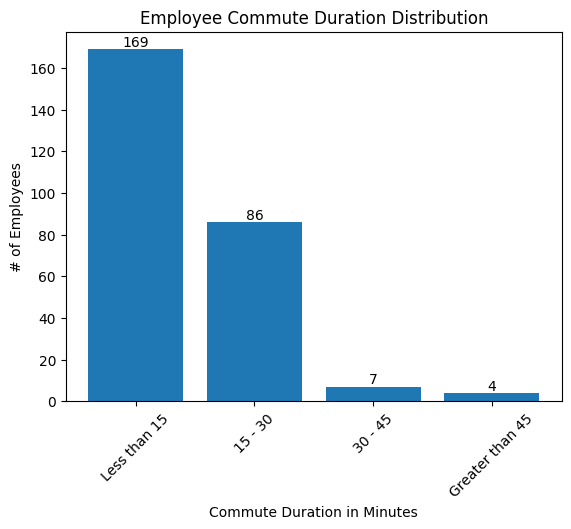 Employee Commute Duration Distribution
169
86
7
4
160
140
120
100
80
60
40
20
0
# of Employees
Less than 15
15 - 30
30 - 45
Greater than 45
Commute Duration in Minutes